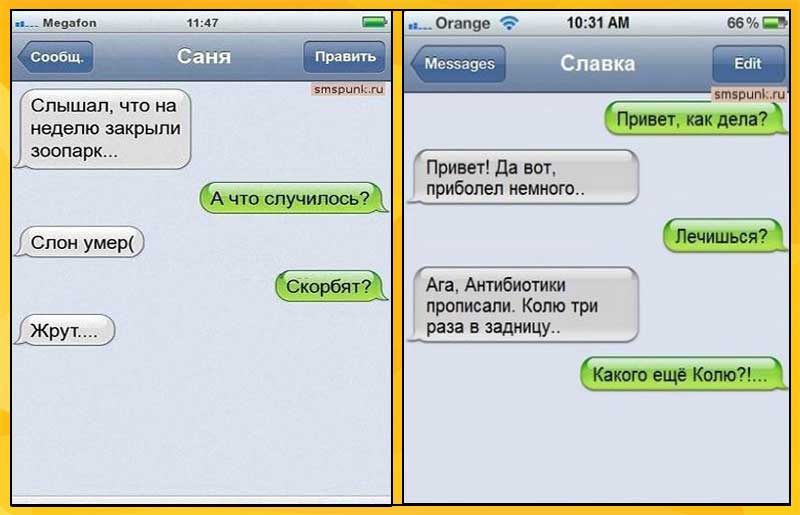 Megafon 11:47
Сообщ. Саня Править
smspunk.ru
Слышал, что на
неделю закрыли
зоопарк...
А что случилось?
Слон умер(
Скорбят?
Жрут....
Orange 10:31 AM 66%
Messages Славка Edit
smspunk.ru
Привет, как дела?
Привет! Да вот,
приболел немного..
Лечишься?
Ага, Антибиотики
прописали. Колю три
раза в задницу..
Какого ещё Колю?!...